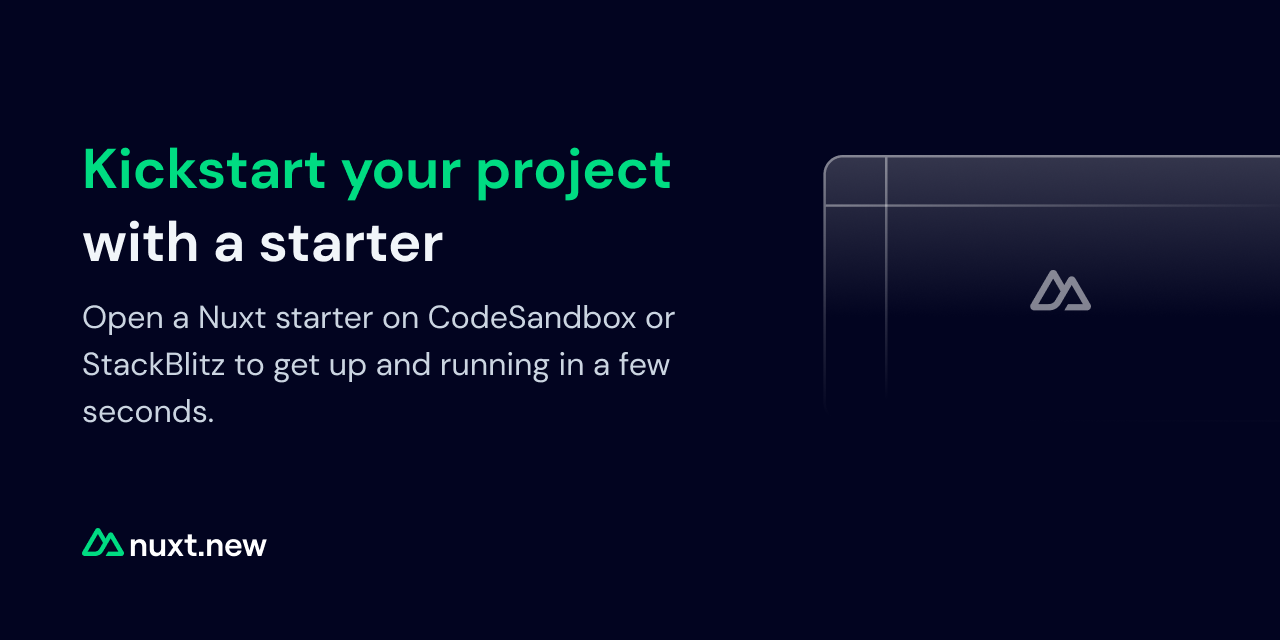 Kickstart your project
with a starter
Open a Nuxt starter on CodeSandbox or
StackBlitz to get up and running in a few
seconds.
nuxt.new